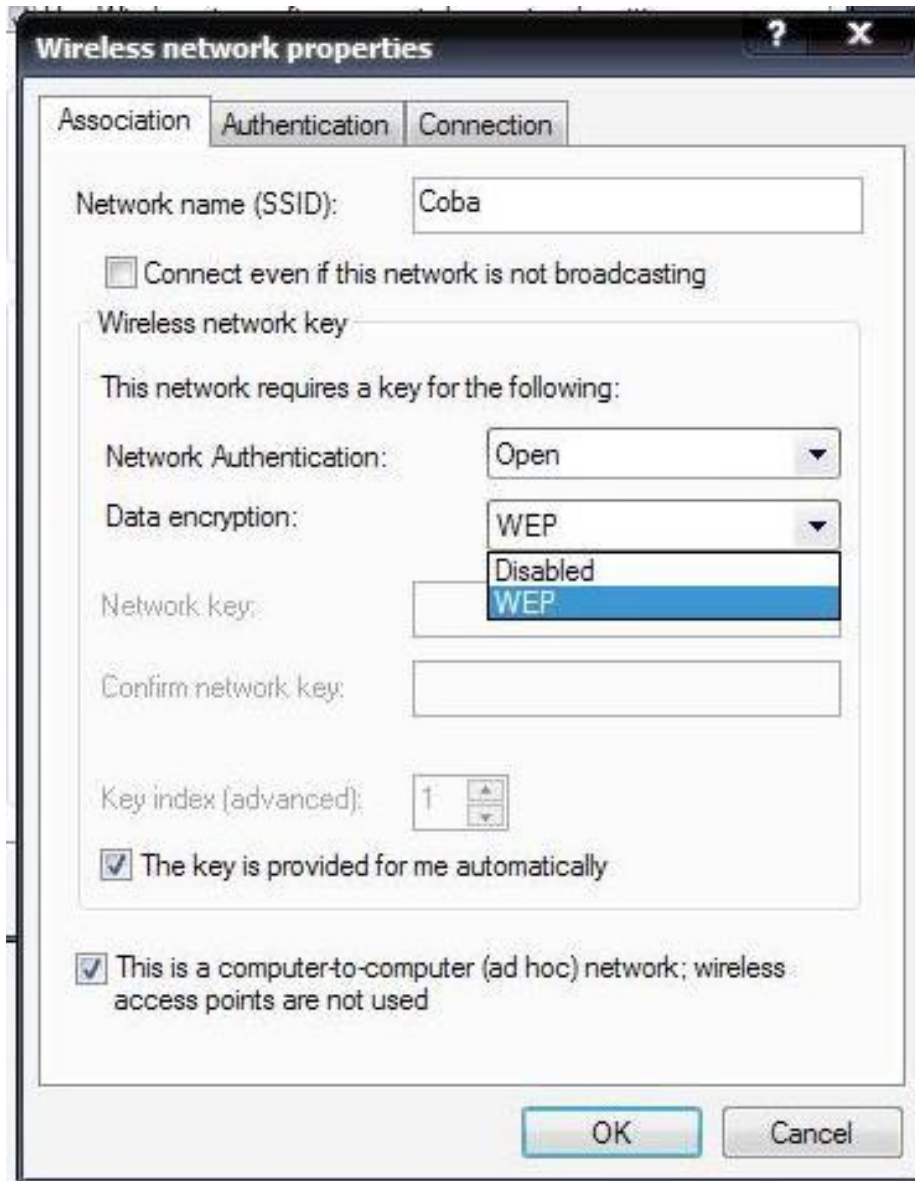 Wireless network properties
Association Authentication Connection
Network name (SSID): Coba
Connect even if this network is not broadcasting
Wireless network key
This network requires a key for the following:
Network Authentication: Open
Data encryption: WEP
Disabled
WEP
Network key:
Confirm network key:
Key index (advanced): 1
The key is provided for me automatically
This is a computer-to-computer (ad hoc) network; wireless
access points are not used
OK Cancel